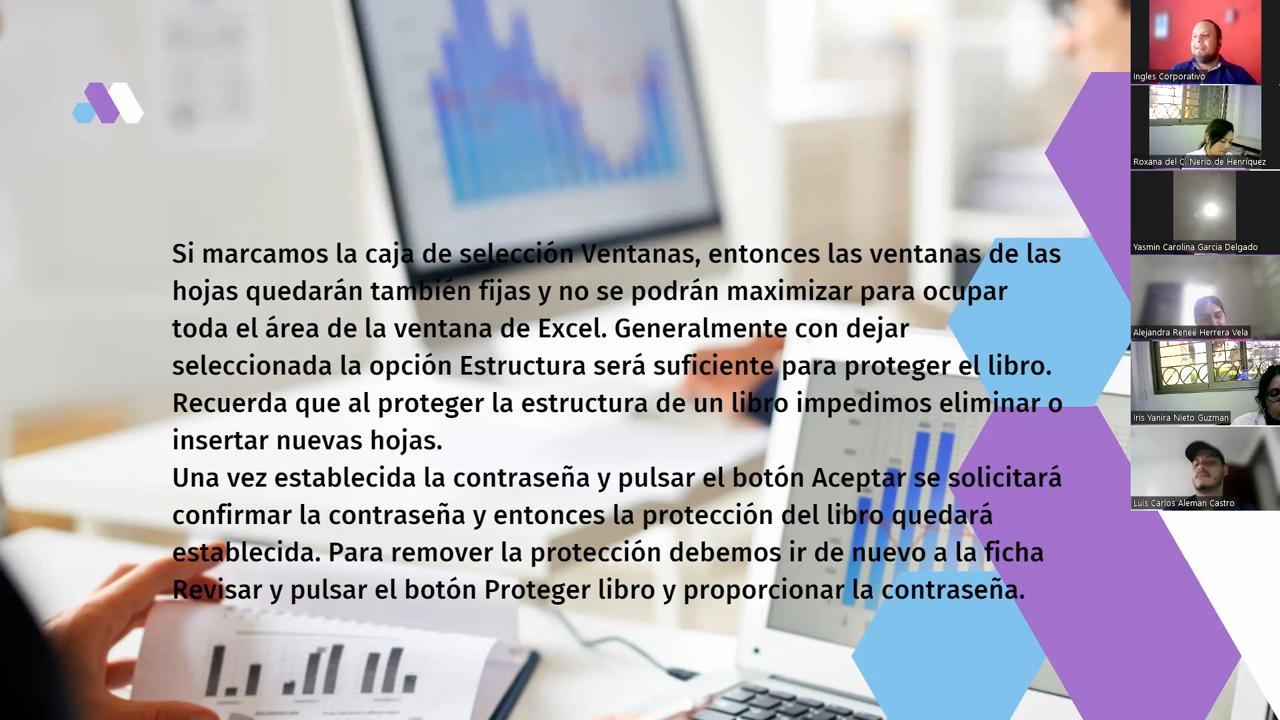 Si marcamos la caja de selección Ventanas, entonces las ventanas de las
hojas quedarán también fijas y no se podrán maximizar para ocupar
toda el área de la ventana de Excel. Generalmente con dejar
seleccionada la opción Estructura será suficiente para proteger el libro.
Recuerda que al proteger la estructura de un libro impedimos eliminar o
insertar nuevas hojas.
Una vez establecida la contraseña y pulsar el botón Aceptar se solicitará
confirmar la contraseña y entonces la protección del libro quedará
establecida. Para remover la protección debemos ir de nuevo a la ficha
Revisar y pulsar el botón Proteger libro y proporcionar la contraseña.
Ingles Corporativo
Roxana del C. Nerio de Henríquez
Yasmin Carolina Garcia Delgado
Alejandra Reneé Herrera Vela
Iris Yanira Nieto Guzman
Luis Carlos Aleman Castro